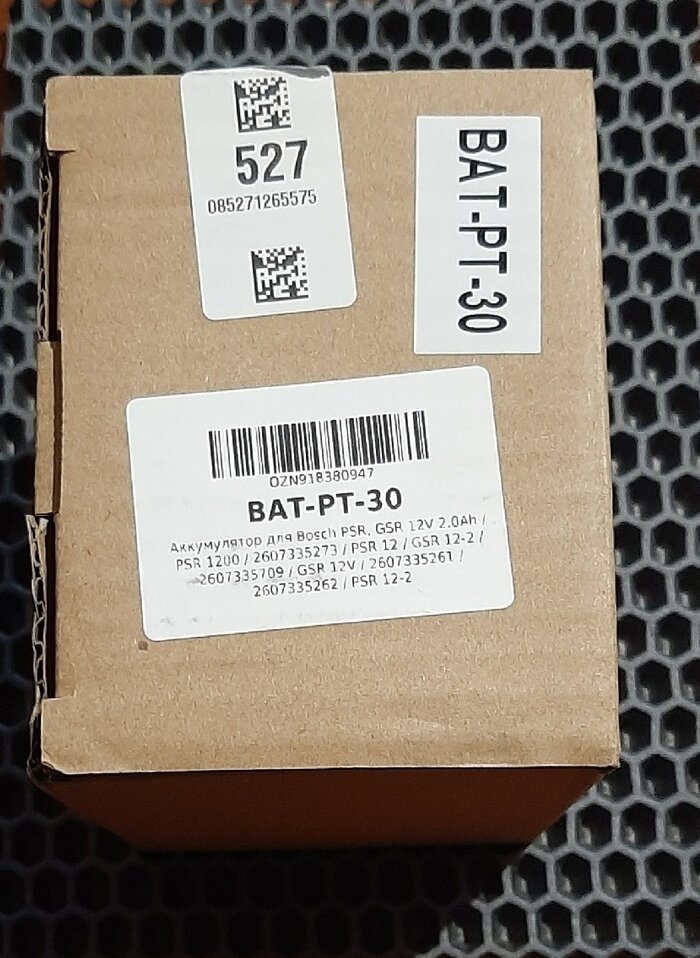 527
085271265575
BAT-PT-30
OZN918380947
BAT-PT-30
Аккумулятор для Bosch PSR, GSR 12V 2.0Ah /
PSR 1200 / 2607335273 / PSR 12 / GSR 12-2 /
2607335709 / GSR 12V / 2607335261 /
2607335262 / PSR 12-2